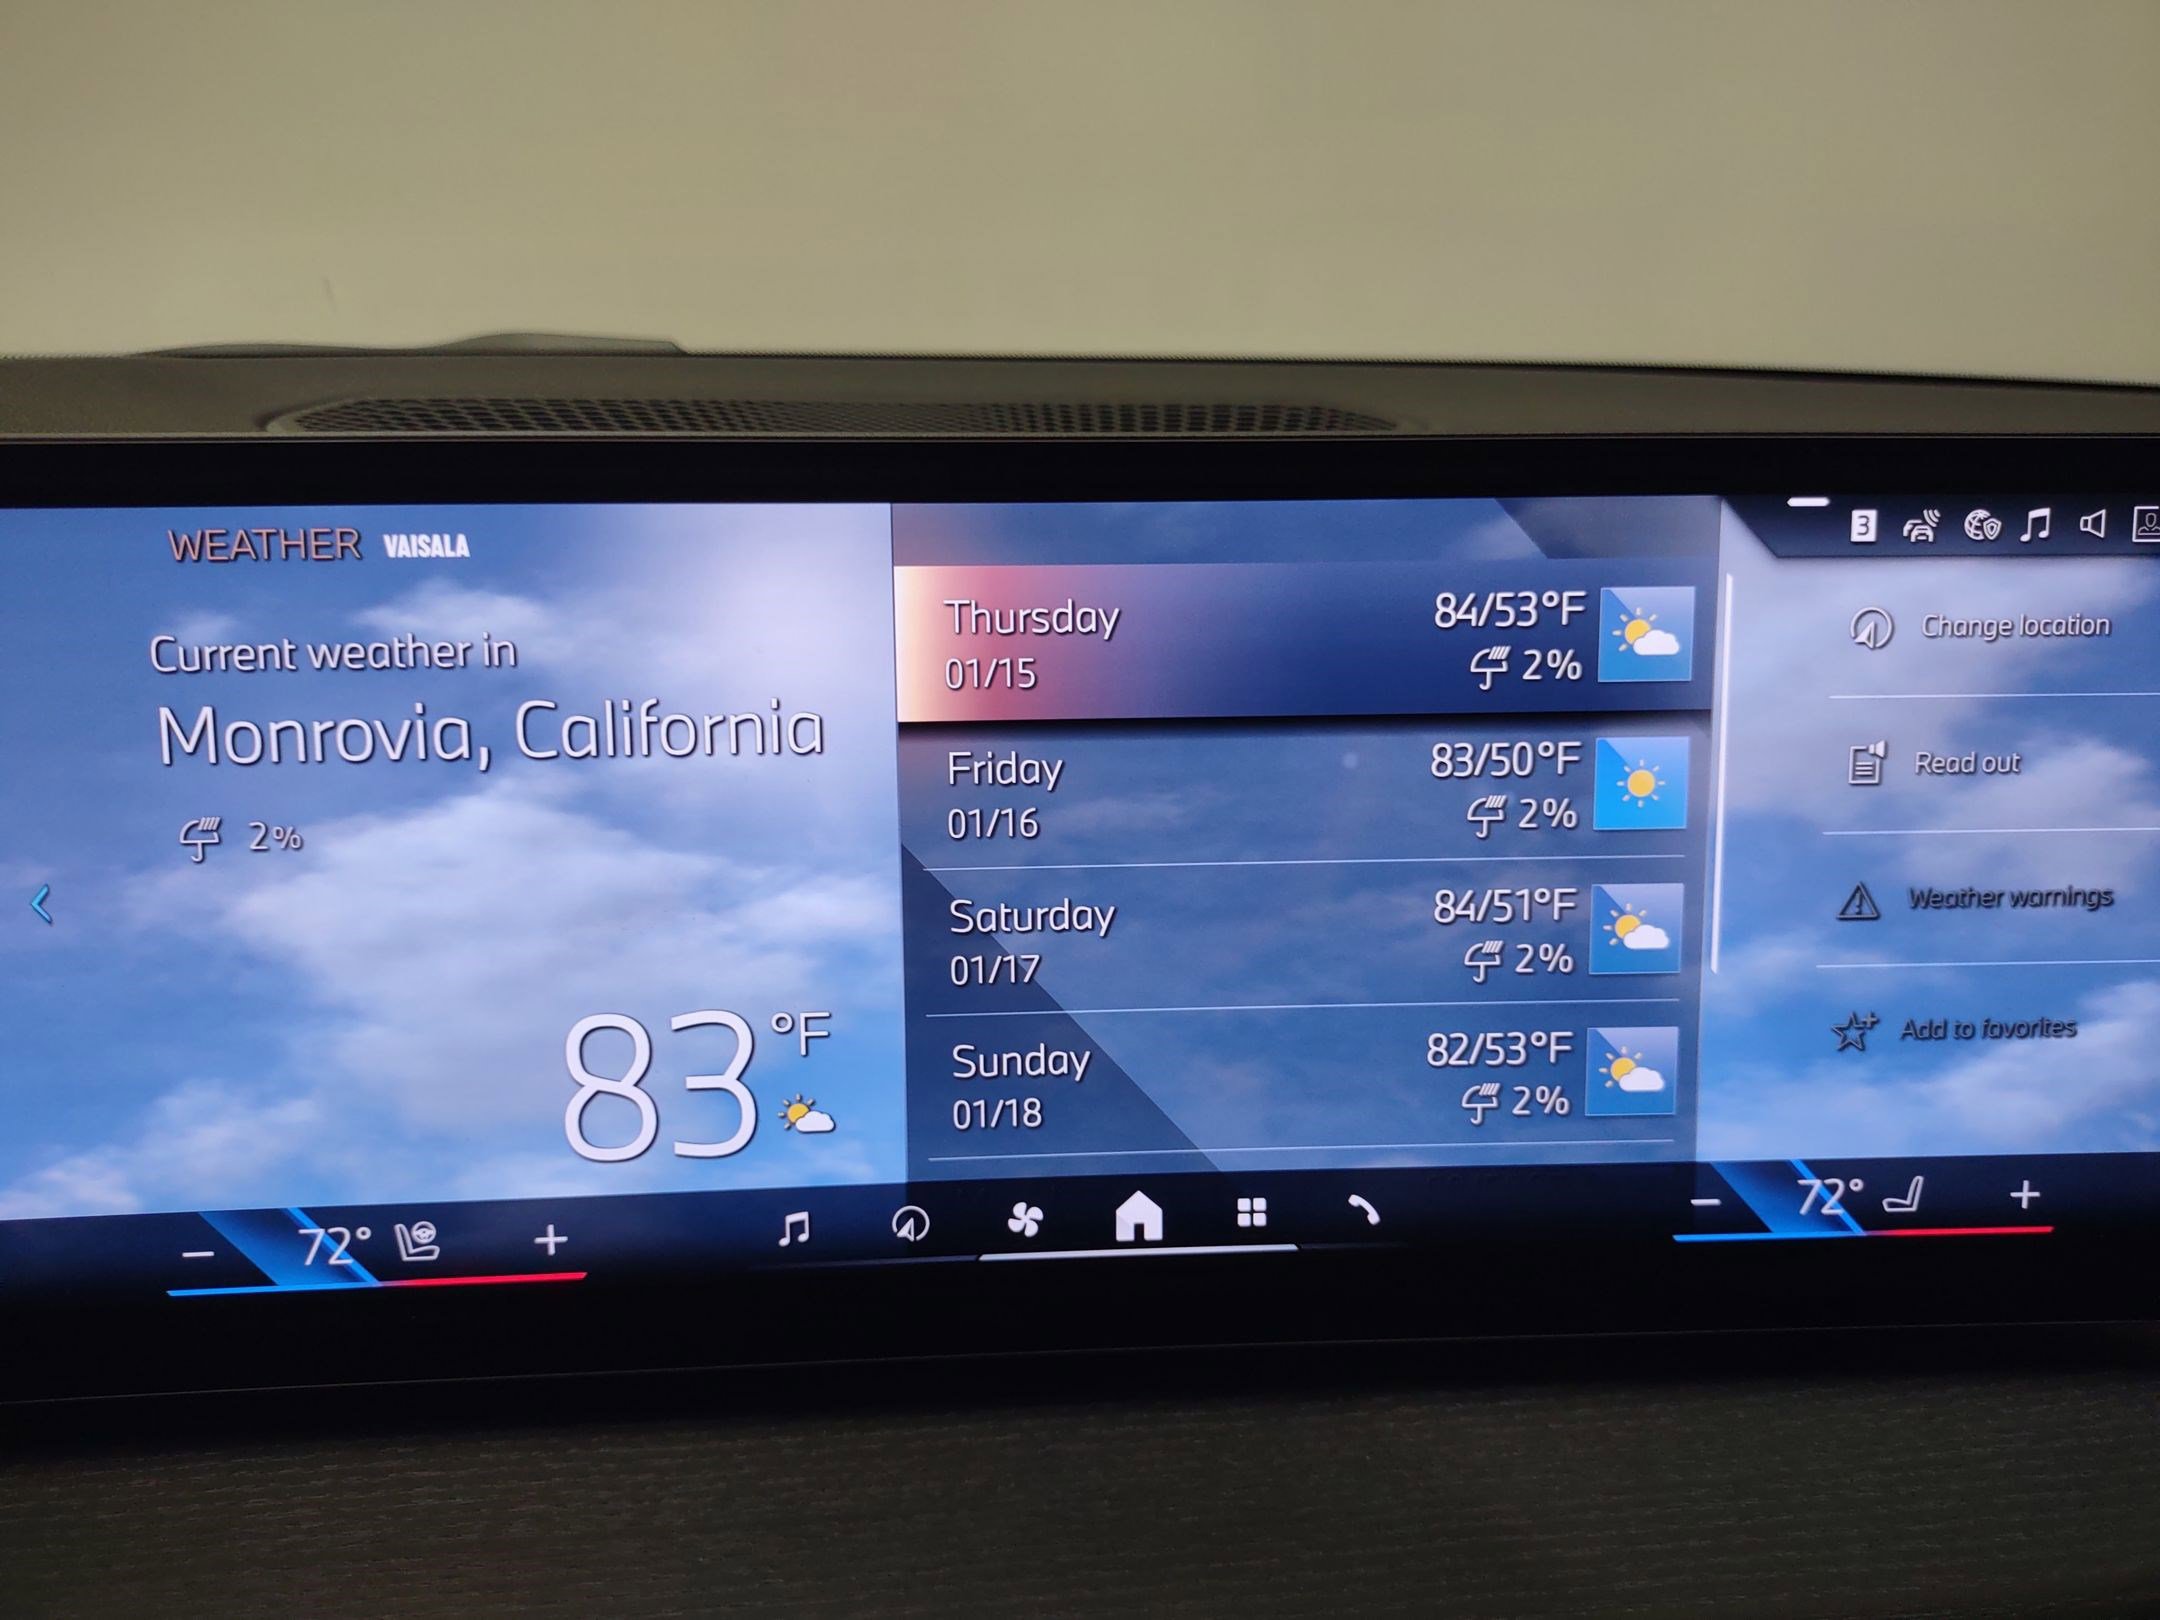 WEATHER VAISALA
Current weather in
Monrovia, California
2%
83 °F
Thursday 84/53°F
01/15 2%
Friday 83/50°F
01/16 2%
Saturday 84/51°F
01/17 2%
Sunday 82/53°F
01/18 2%
3
Change location
Read out
Weather warnings
Add to favorites
− 72° +
− 72° +